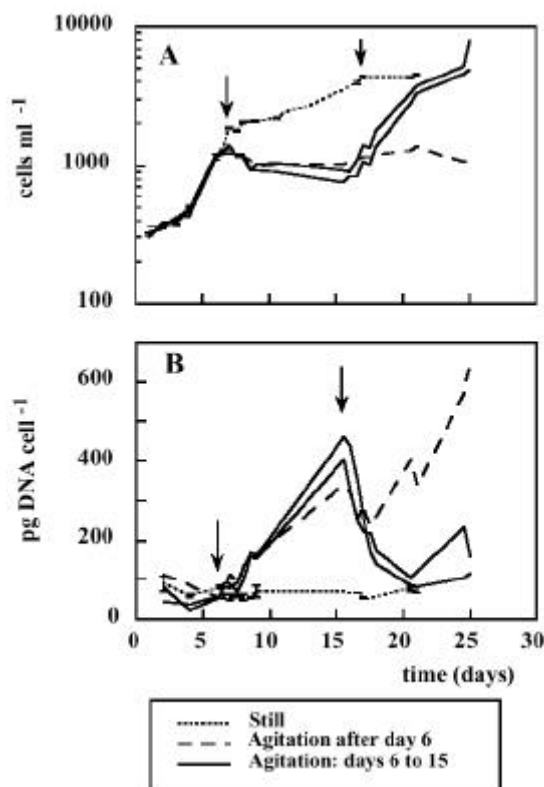 10000
A
1000
cells ml -1
100
B
600
400
pg DNA cell -1
200
0
0 5 10 15 20 25 30
time (days)
Still
Agitation after day 6
Agitation: days 6 to 15